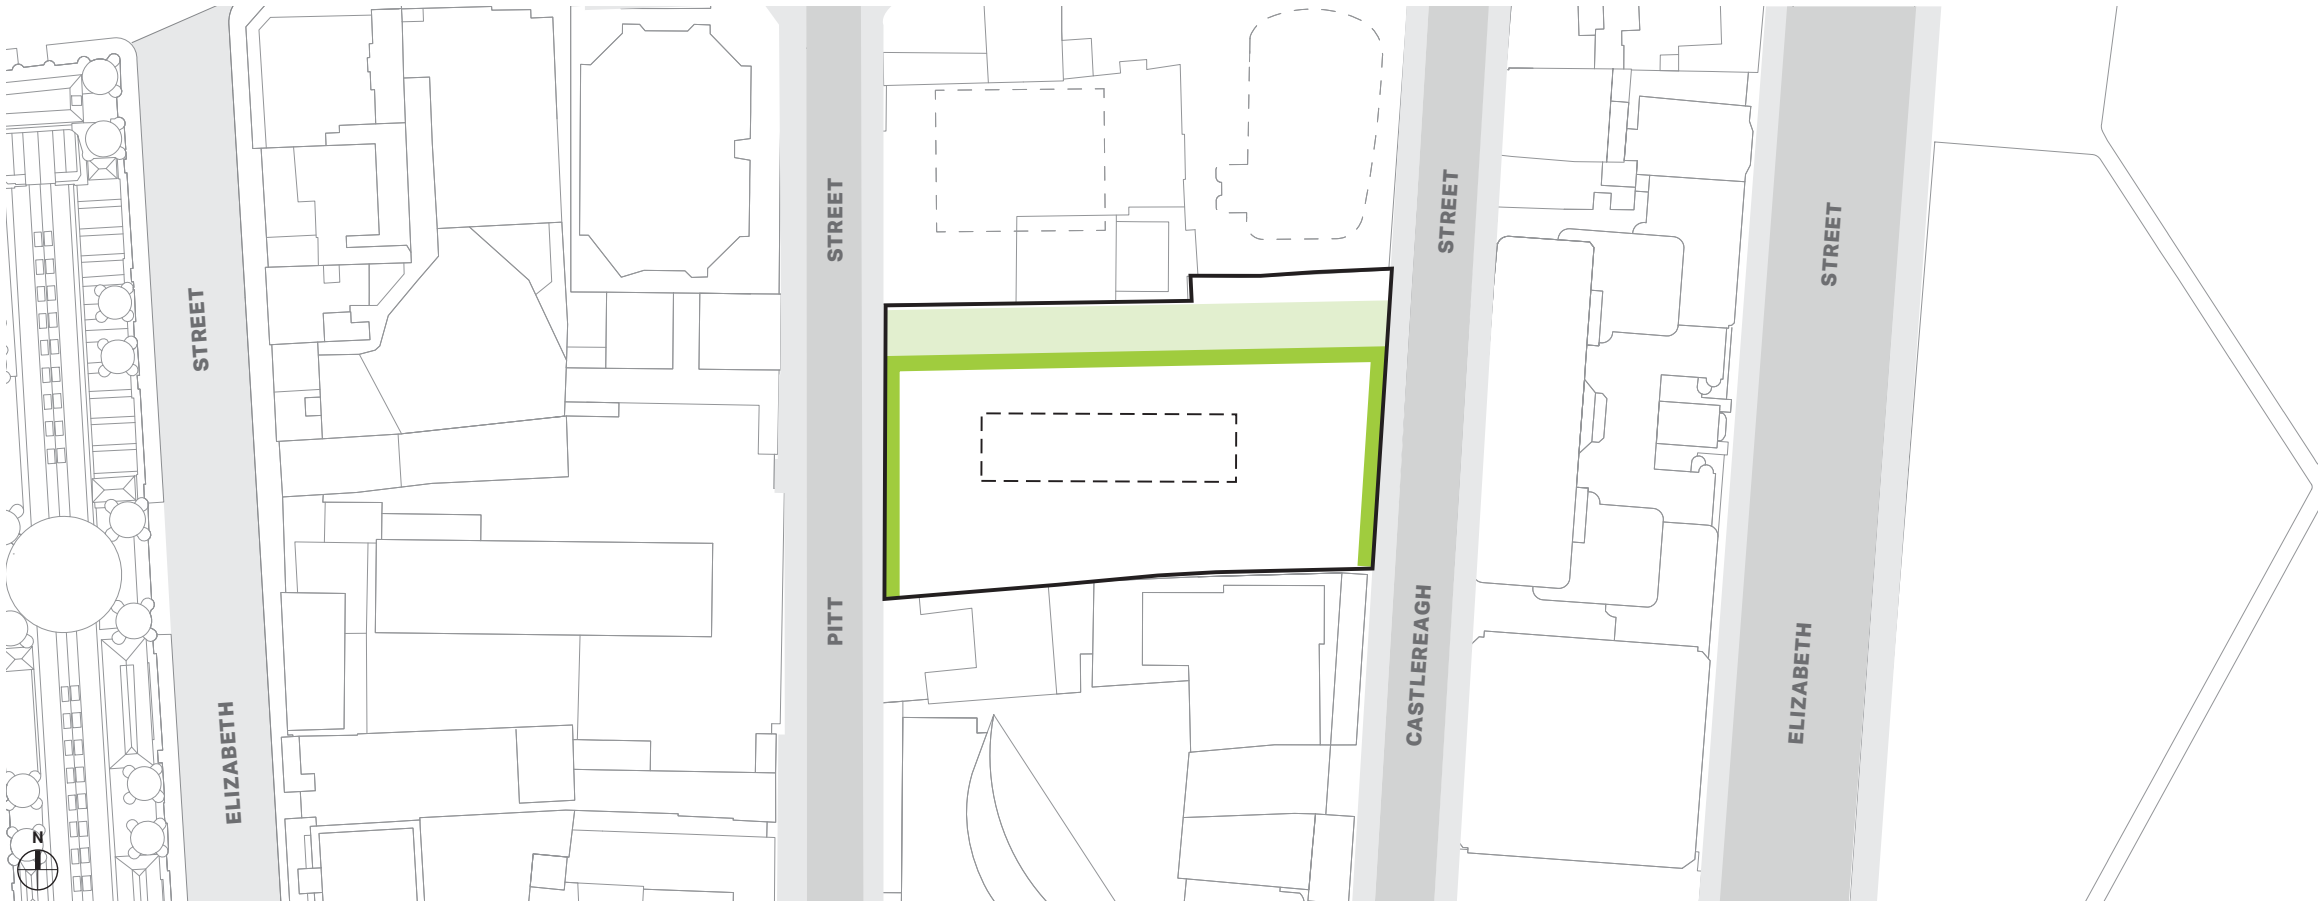 STREET
ELIZABETH
STREET
PITT
STREET
CASTLEREAGH
STREET
ELIZABETH
N